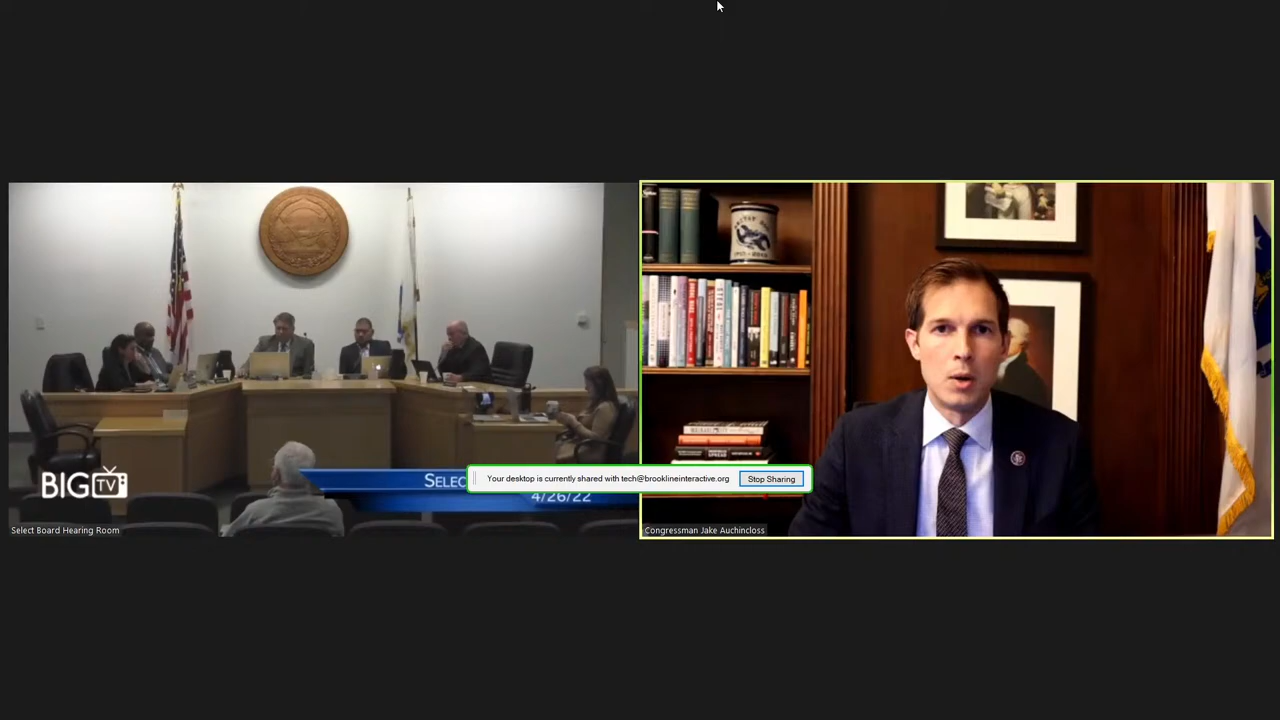 BIG TV
SELEC
4/26/22
Your desktop is currently shared with tech@brooklineinteractive.org
Stop Sharing
Select Board Hearing Room
Congressman Jake Auchincloss